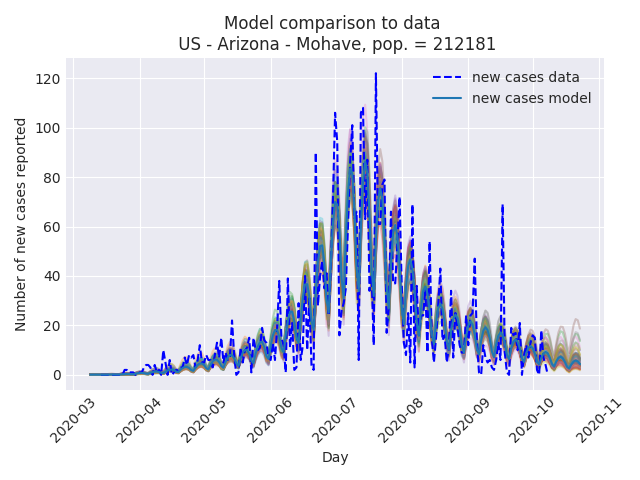 Model comparison to data
US - Arizona - Mohave, pop. = 212181
new cases data
new cases model
Number of new cases reported
120
100
80
60
40
20
0
2020-03
2020-04
2020-05
2020-06
2020-07
2020-08
2020-09
2020-10
2020-11
Day